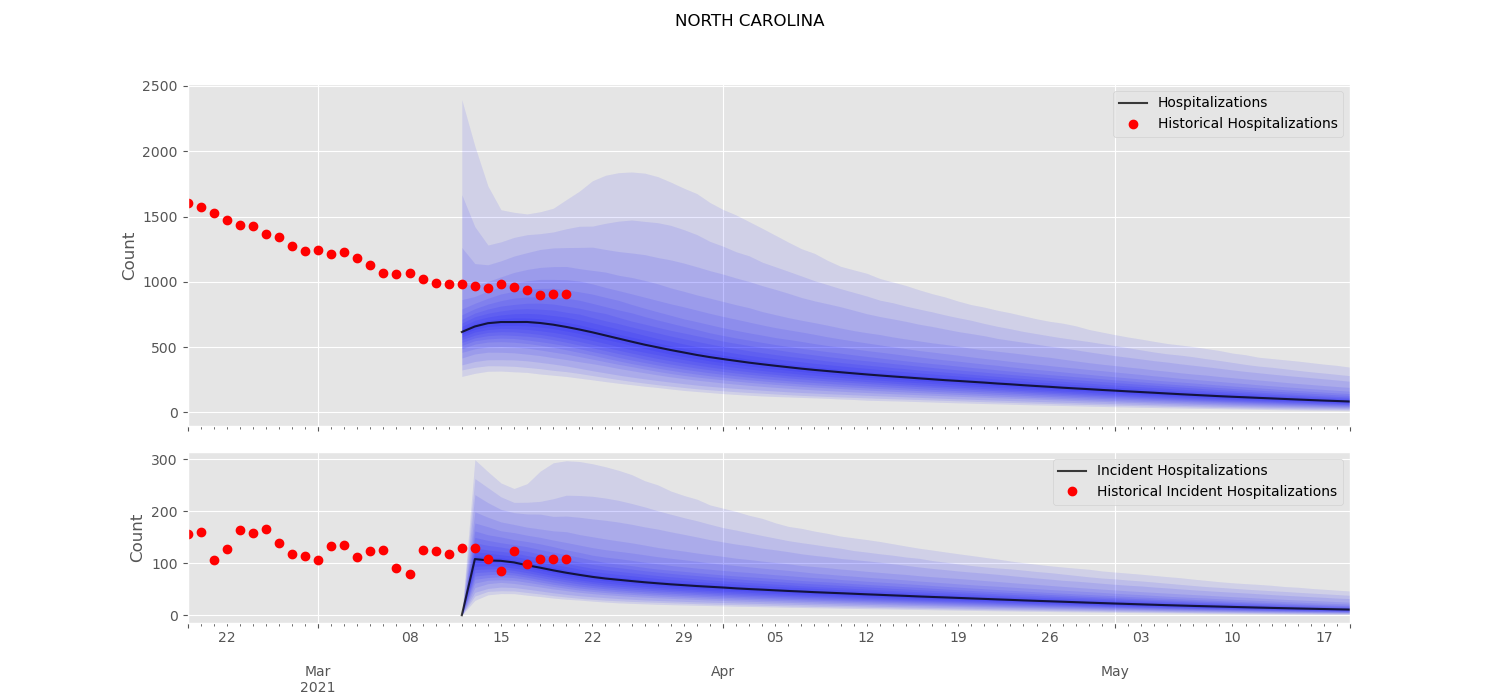 NORTH CAROLINA
2500
2000
1500
1000
500
0
Count
Hospitalizations
Historical Hospitalizations
300
200
100
0
Count
Incident Hospitalizations
Historical Incident Hospitalizations
22 08 15 22 29 05 12 19 26 03 10 17
Mar Apr May
2021